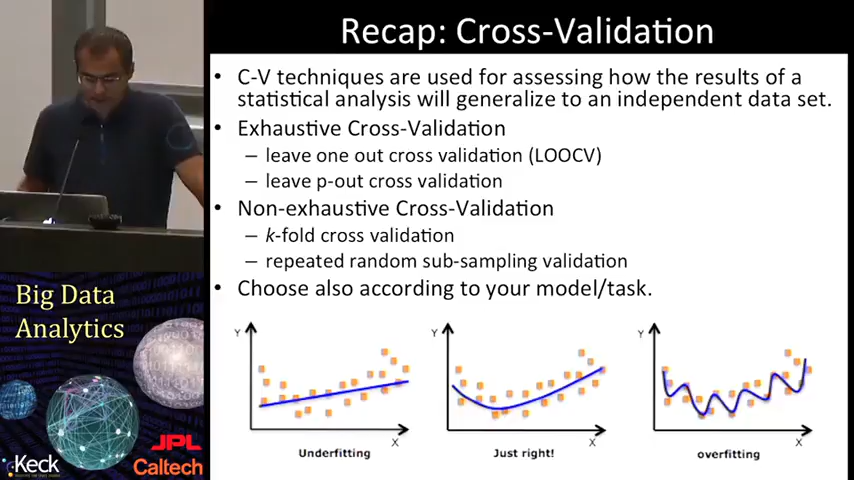 Recap: Cross-Validation
• C-V techniques are used for assessing how the results of a
statistical analysis will generalize to an independent data set.
• Exhaustive Cross-Validation
– leave one out cross validation (LOOCV)
– leave p-out cross validation
• Non-exhaustive Cross-Validation
– k-fold cross validation
– repeated random sub-sampling validation
• Choose also according to your model/task.
Big Data
Analytics
Keck
JPL
Caltech
Y
X
Underfitting
Y
X
Just right!
Y
X
overfitting